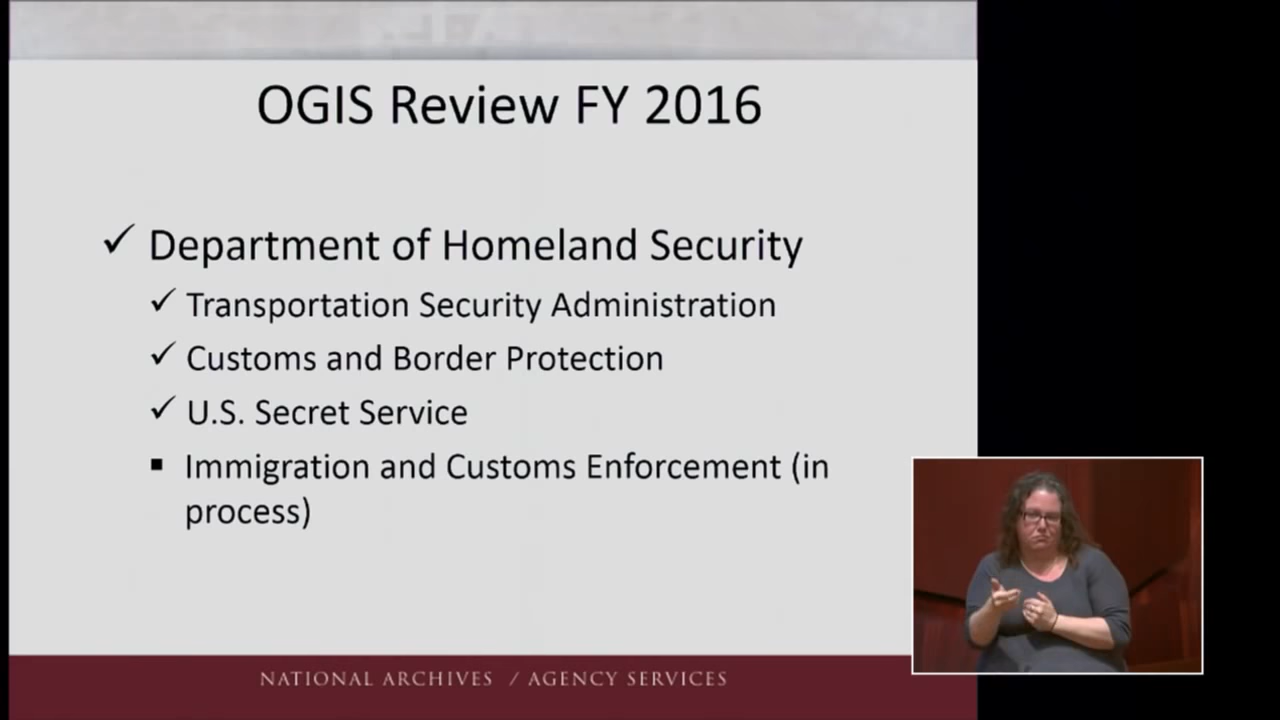 OGIS Review FY 2016
✓ Department of Homeland Security
✓ Transportation Security Administration
✓ Customs and Border Protection
✓ U.S. Secret Service
▪ Immigration and Customs Enforcement (in
process)
NATIONAL ARCHIVES / AGENCY SERVICES